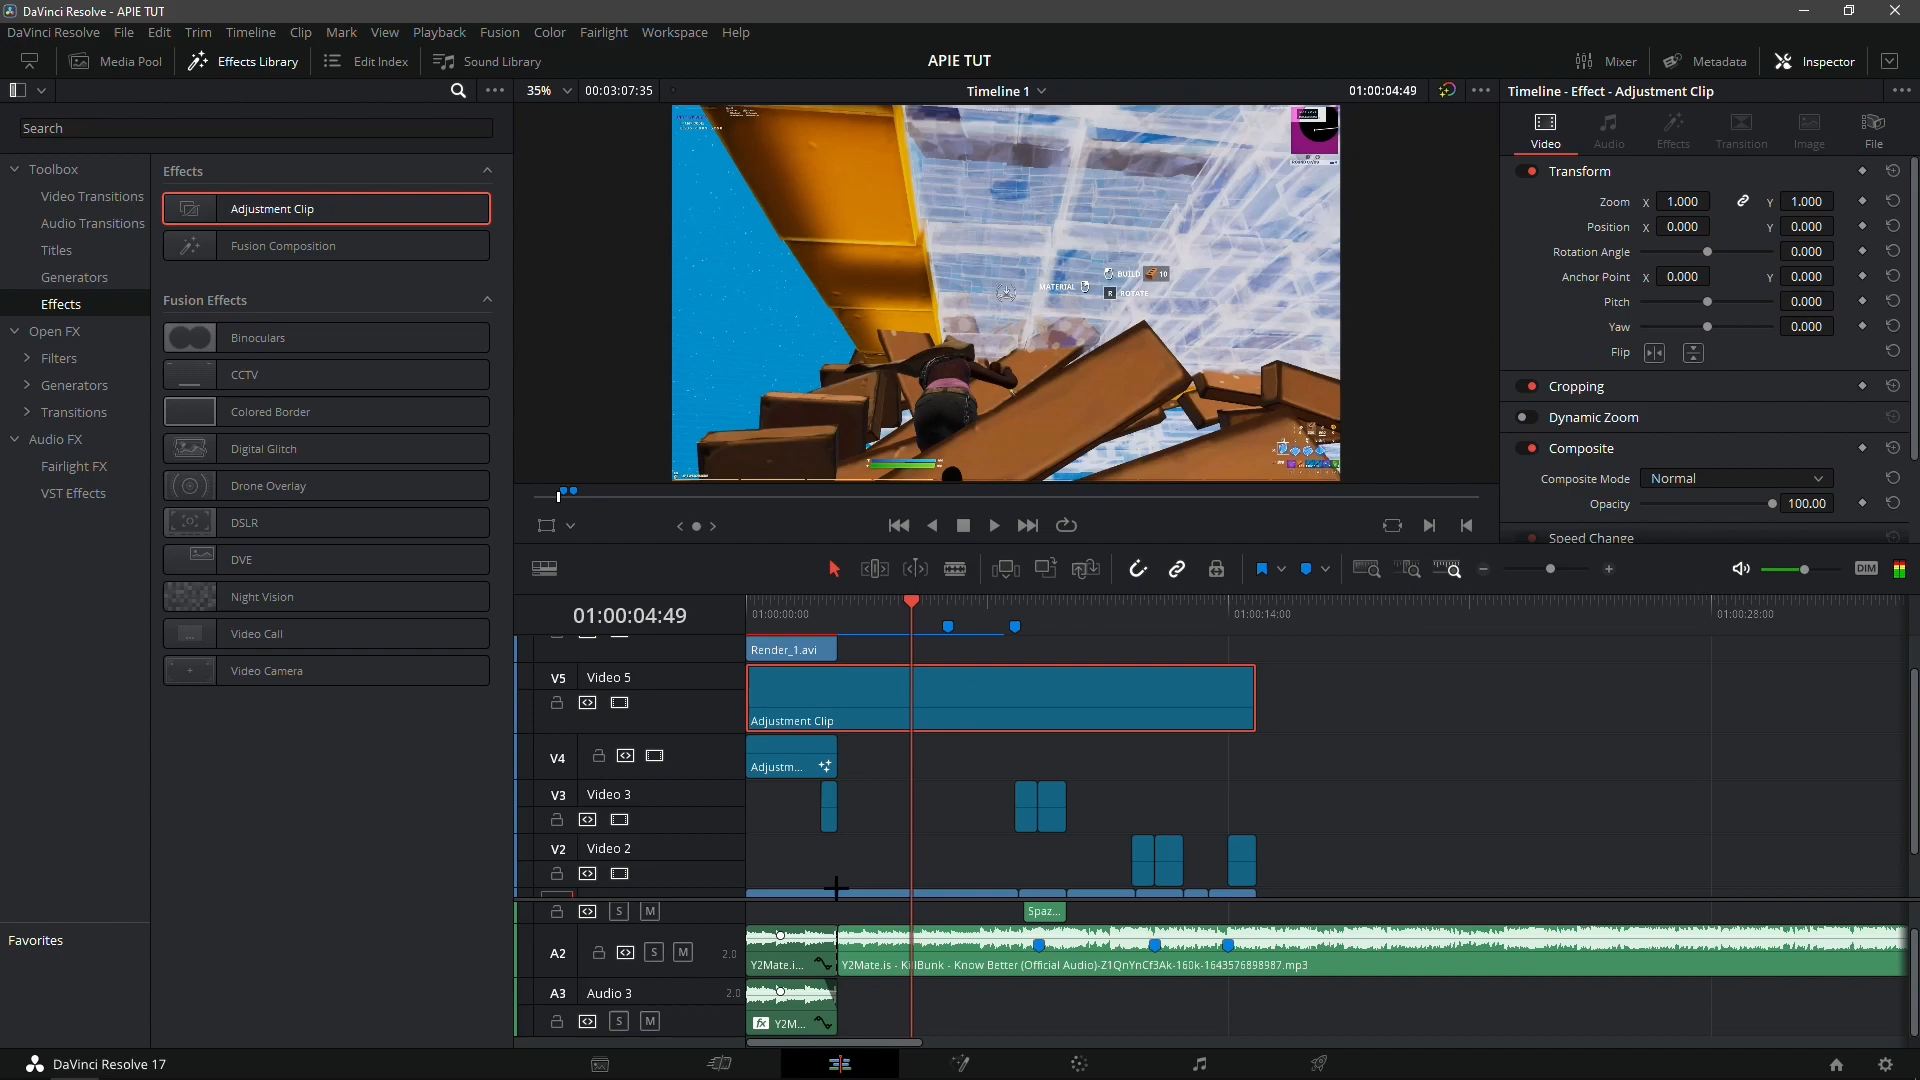 DaVinci Resolve - APIE TUT
DaVinci Resolve File Edit Trim Timeline Clip Mark View Playback Fusion Color Fairlight Workspace Help
Media Pool Effects Library Edit Index Sound Library APIE TUT Mixer Metadata Inspector
35% 00:03:07:35 Timeline 1 01:00:04:49 Timeline - Effect - Adjustment Clip
Search
Video Audio Effects Transition Image File
Toolbox
Video Transitions
Audio Transitions
Titles
Generators
Effects
Open FX
Filters
Generators
Transitions
Audio FX
Fairlight FX
VST Effects
Favorites
Effects
Adjustment Clip
Fusion Composition
Fusion Effects
Binoculars
CCTV
Colored Border
Digital Glitch
Drone Overlay
DSLR
DVE
Night Vision
Video Call
Video Camera
BUILD 10
MATERIAL
R ROTATE
Transform
Zoom X 1.000 Y 1.000
Position X 0.000 Y 0.000
Rotation Angle 0.000
Anchor Point X 0.000 Y 0.000
Pitch 0.000
Yaw 0.000
Flip
Cropping
Dynamic Zoom
Composite
Composite Mode Normal
Opacity 100.00
Speed Change
DIM
01:00:04:49
01:00:00:00 01:00:14:00 01:00:28:00
Render_1.avi
V5 Video 5
Adjustment Clip
V4
Adjustm...
V3 Video 3
V2 Video 2
S M
Spaz...
A2 S M 2.0
Y2Mate.i... Y2Mate.is - KillBunk - Know Better (Official Audio)-Z1QnYnCf3Ak-160k-1643576898987.mp3
A3 Audio 3 2.0
S M
fx Y2M...
DaVinci Resolve 17